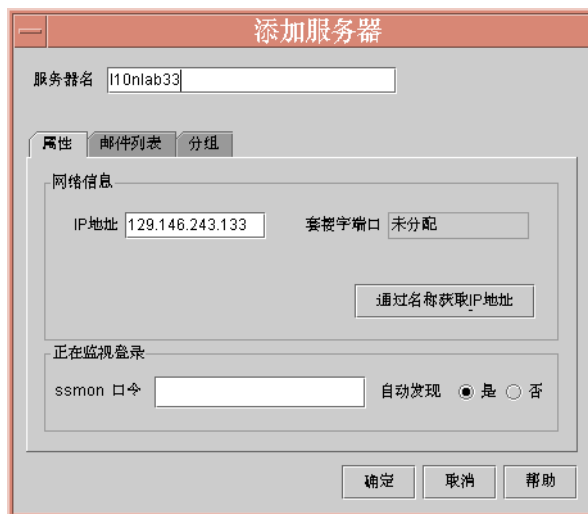 添加服务器
服务器名 l10nlab33
属性 邮件列表 分组
网络信息
IP地址 129.146.243.133 套接字端口 未分配
通过名称获取IP地址
正在监视登录
ssmon 口令 自动发现 是 否
确定 取消 帮助